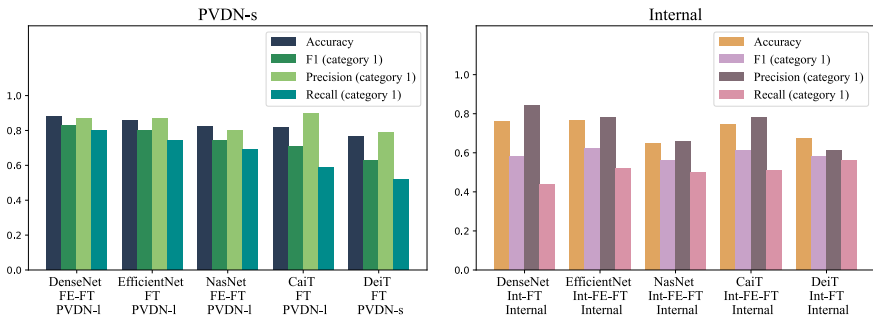 PVDN-s
Accuracy
F1 (category 1)
Precision (category 1)
Recall (category 1)
1.0
0.8
0.6
0.4
0.2
0.0
DenseNet EfficientNet NasNet CaiT DeiT
FE-FT FT FE-FT FT FT
PVDN-l PVDN-l PVDN-l PVDN-l PVDN-s
Internal
Accuracy
F1 (category 1)
Precision (category 1)
Recall (category 1)
1.0
0.8
0.6
0.4
0.2
0.0
DenseNet EfficientNet NasNet CaiT DeiT
Int-FT Int-FE-FT Int-FE-FT Int-FE-FT Int-FT
Internal Internal Internal Internal Internal